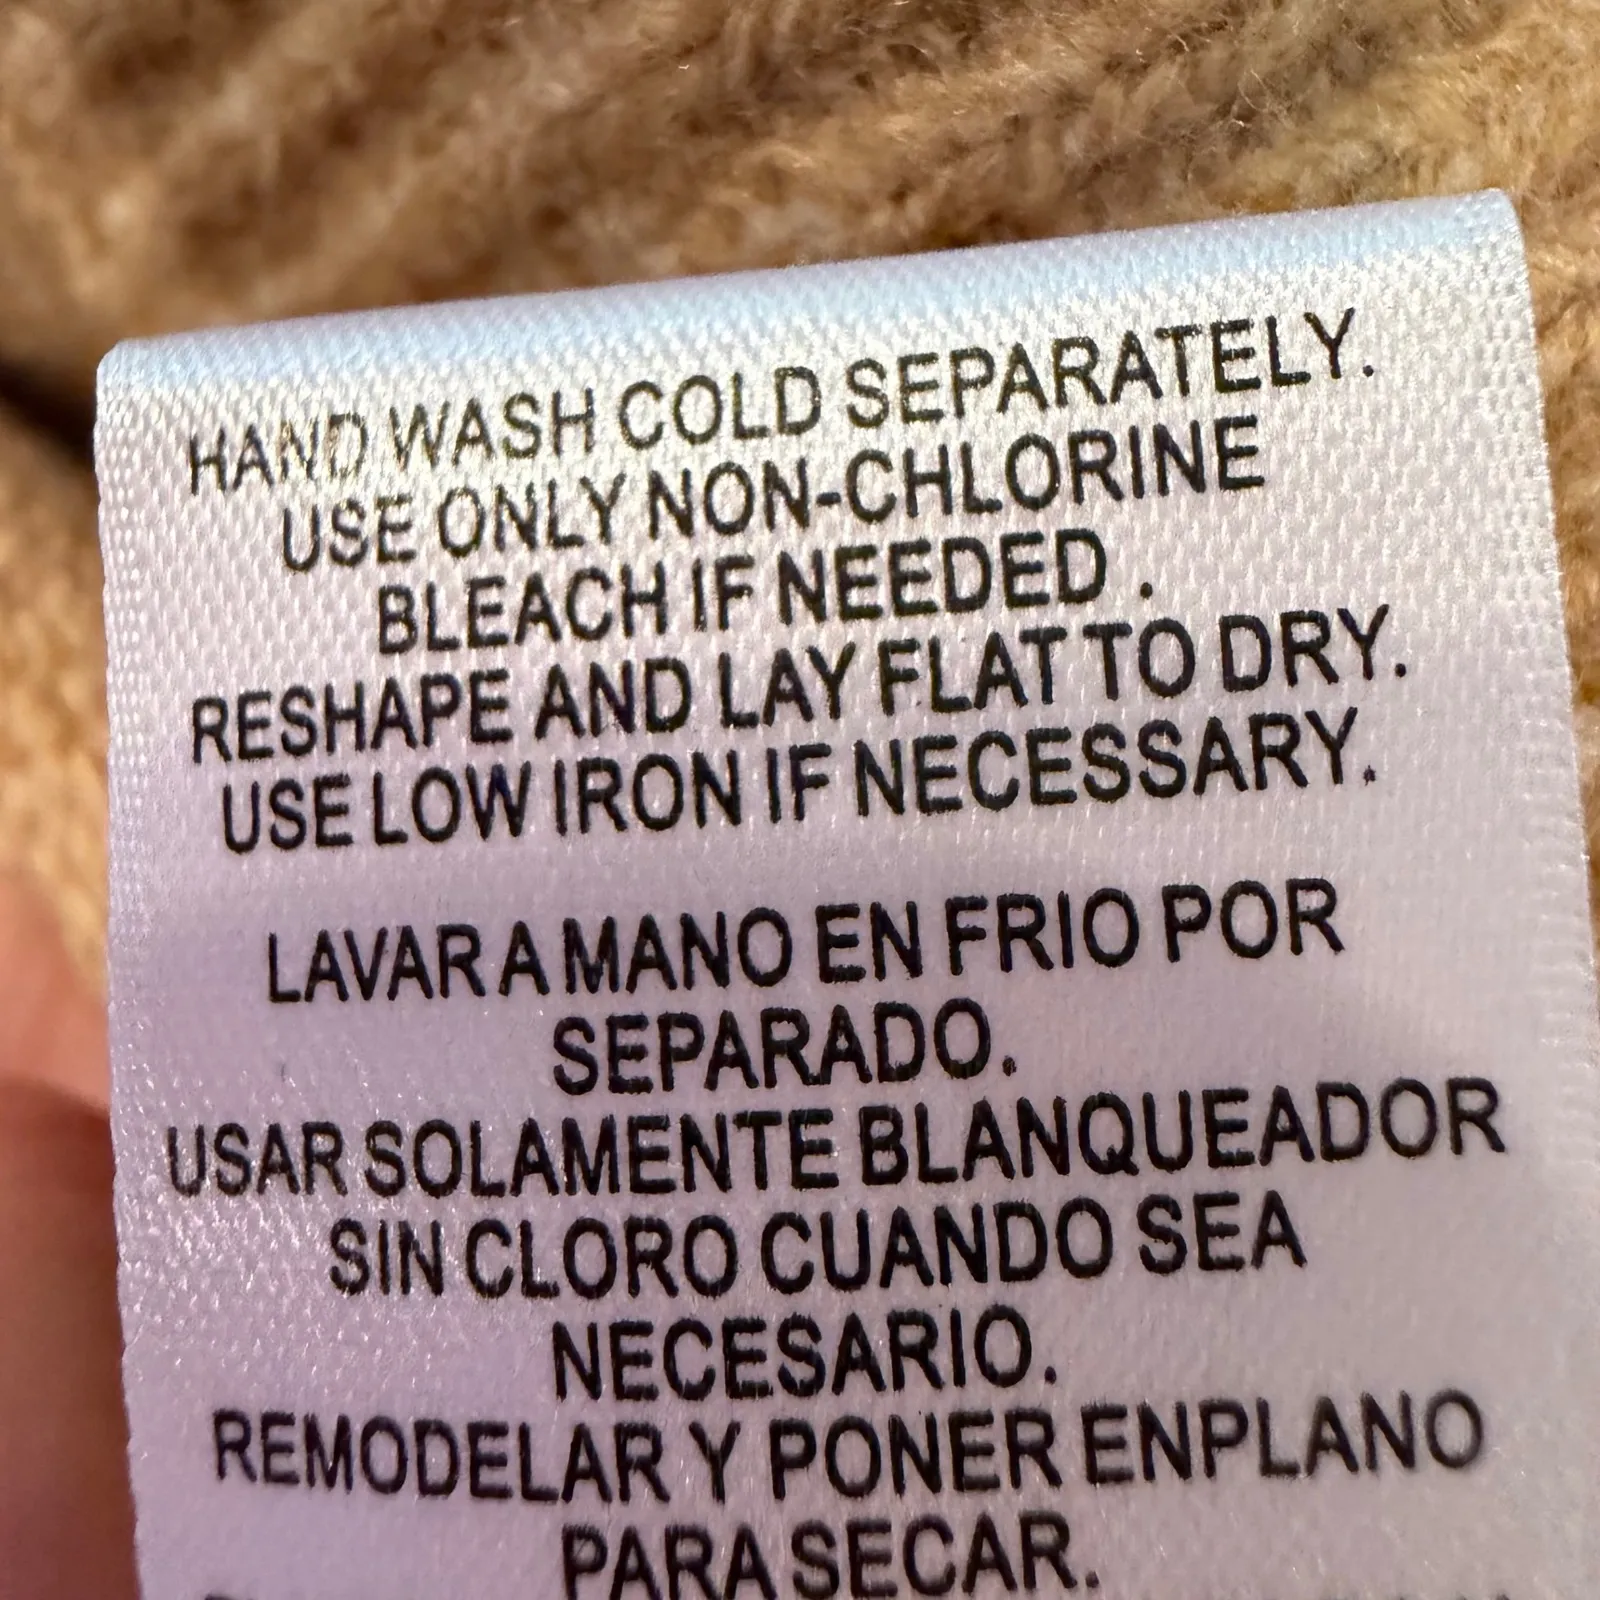 HAND WASH COLD SEPARATELY.
USE ONLY NON-CHLORINE
BLEACH IF NEEDED .
RESHAPE AND LAY FLAT TO DRY.
USE LOW IRON IF NECESSARY.
LAVAR A MANO EN FRIO POR
SEPARADO.
USAR SOLAMENTE BLANQUEADOR
SIN CLORO CUANDO SEA
NECESARIO.
REMODELAR Y PONER ENPLANO
PARA SECAR.